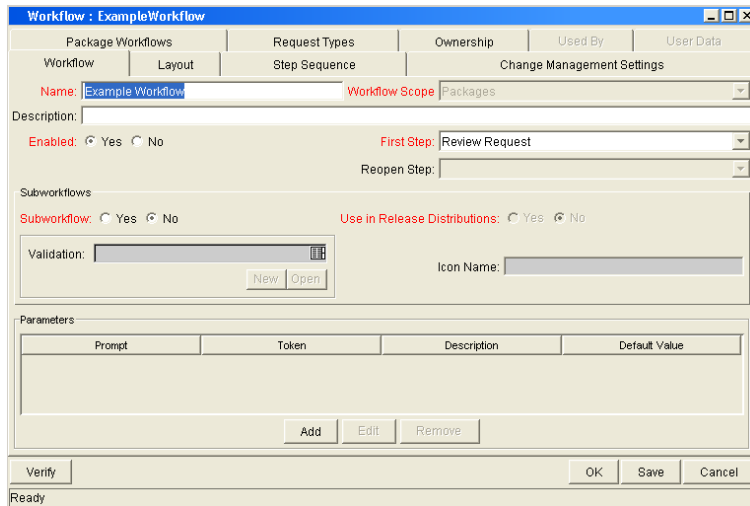 Workflow : ExampleWorkflow
Package Workflows Request Types Ownership Used By User Data
Workflow Layout Step Sequence Change Management Settings
Name: Example Workflow Workflow Scope Packages
Description:
Enabled: Yes No First Step: Review Request
Reopen Step:
Subworkflows
Subworkflow: Yes No Use in Release Distributions: Yes No
Validation:
New Open
Icon Name:
Parameters
Prompt Token Description Default Value
Add Edit Remove
Verify OK Save Cancel
Ready